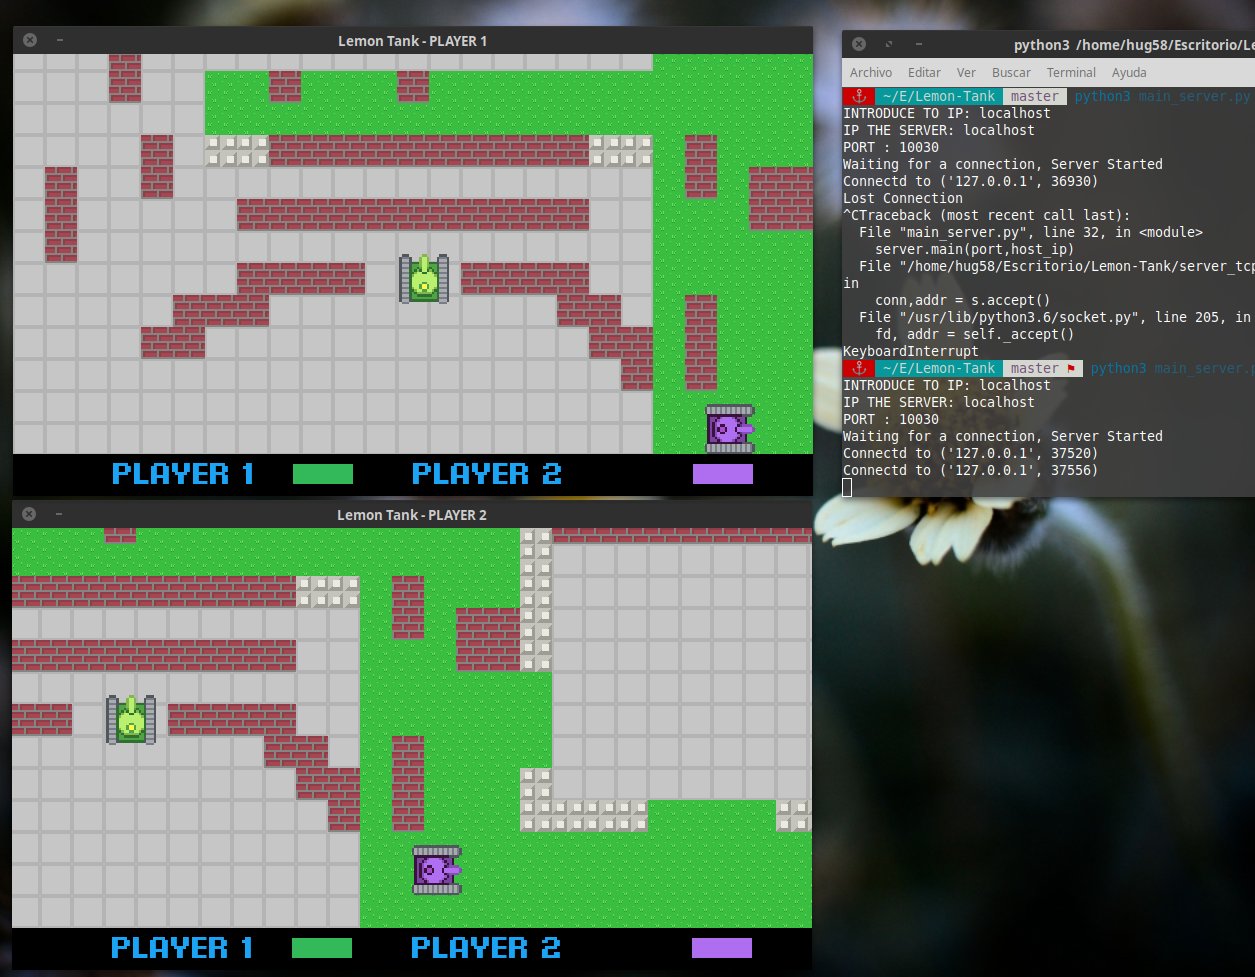 Lemon Tank - PLAYER 1
PLAYER 1 PLAYER 2
Lemon Tank - PLAYER 2
PLAYER 1 PLAYER 2
python3 /home/hug58/Escritorio/Le
Archivo Editar Ver Buscar Terminal Ayuda
~/E/Lemon-Tank master python3 main_server.py
INTRODUCE TO IP: localhost
IP THE SERVER: localhost
PORT : 10030
Waiting for a connection, Server Started
Connectd to ('127.0.0.1', 36930)
Lost Connection
^CTraceback (most recent call last):
File "main_server.py", line 32, in <module>
server.main(port,host_ip)
File "/home/hug58/Escritorio/Lemon-Tank/server_tcp
in
conn,addr = s.accept()
File "/usr/lib/python3.6/socket.py", line 205, in
fd, addr = self._accept()
KeyboardInterrupt
~/E/Lemon-Tank master python3 main_server.p
INTRODUCE TO IP: localhost
IP THE SERVER: localhost
PORT : 10030
Waiting for a connection, Server Started
Connectd to ('127.0.0.1', 37520)
Connectd to ('127.0.0.1', 37556)